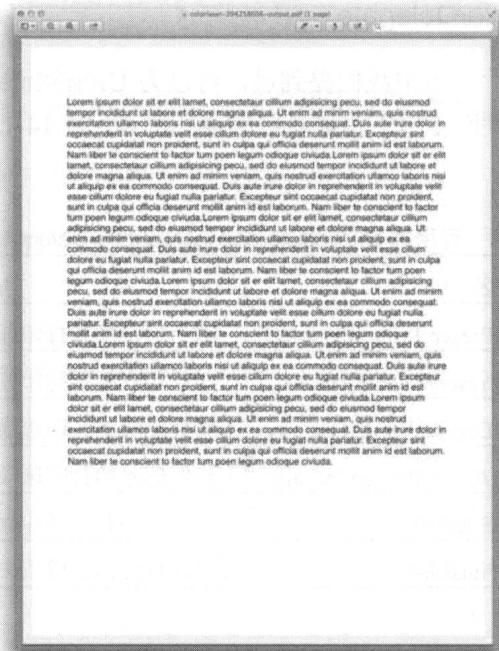 colorlaser-394258606-output.pdf (1 page)
Lorem ipsum dolor sit er elit lamet, consectetaur cillium adipisicing pecu, sed do eiusmod
tempor incididunt ut labore et dolore magna aliqua. Ut enim ad minim veniam, quis nostrud
exercitation ullamco laboris nisi ut aliquip ex ea commodo consequat. Duis aute irure dolor in
reprehenderit in voluptate velit esse cillum dolore eu fugiat nulla pariatur. Excepteur sint
occaecat cupidatat non proident, sunt in culpa qui officia deserunt mollit anim id est laborum.
Nam liber te conscient to factor tum poen legum odioque civiuda.Lorem ipsum dolor sit er elit
lamet, consectetaur cillium adipisicing pecu, sed do eiusmod tempor incididunt ut labore et
dolore magna aliqua. Ut enim ad minim veniam, quis nostrud exercitation ullamco laboris nisi
ut aliquip ex ea commodo consequat. Duis aute irure dolor in reprehenderit in voluptate velit
esse cillum dolore eu fugiat nulla pariatur. Excepteur sint occaecat cupidatat non proident,
sunt in culpa qui officia deserunt mollit anim id est laborum. Nam liber te conscient to factor
tum poen legum odioque civiuda.Lorem ipsum dolor sit er elit lamet, consectetaur cillium
adipisicing pecu, sed do eiusmod tempor incididunt ut labore et dolore magna aliqua. Ut
enim ad minim veniam, quis nostrud exercitation ullamco laboris nisi ut aliquip ex ea
commodo consequat. Duis aute irure dolor in reprehenderit in voluptate velit esse cillum
dolore eu fugiat nulla pariatur. Excepteur sint occaecat cupidatat non proident, sunt in culpa
qui officia deserunt mollit anim id est laborum. Nam liber te conscient to factor tum poen
legum odioque civiuda.Lorem ipsum dolor sit er elit lamet, consectetaur cillium adipisicing
pecu, sed do eiusmod tempor incididunt ut labore et dolore magna aliqua. Ut enim ad minim
veniam, quis nostrud exercitation ullamco laboris nisi ut aliquip ex ea commodo consequat.
Duis aute irure dolor in reprehenderit in voluptate velit esse cillum dolore eu fugiat nulla
pariatur. Excepteur sint occaecat cupidatat non proident, sunt in culpa qui officia deserunt
mollit anim id est laborum. Nam liber te conscient to factor tum poen legum odioque
civiuda.Lorem ipsum dolor sit er elit lamet, consectetaur cillium adipisicing pecu, sed do
eiusmod tempor incididunt ut labore et dolore magna aliqua. Ut enim ad minim veniam, quis
nostrud exercitation ullamco laboris nisi ut aliquip ex ea commodo consequat. Duis aute irure
dolor in reprehenderit in voluptate velit esse cillum dolore eu fugiat nulla pariatur. Excepteur
sint occaecat cupidatat non proident, sunt in culpa qui officia deserunt mollit anim id est
laborum. Nam liber te conscient to factor tum poen legum odioque civiuda.Lorem ipsum
dolor sit er elit lamet, consectetaur cillium adipisicing pecu, sed do eiusmod tempor
incididunt ut labore et dolore magna aliqua. Ut enim ad minim veniam, quis nostrud
exercitation ullamco laboris nisi ut aliquip ex ea commodo consequat. Duis aute irure dolor in
reprehenderit in voluptate velit esse cillum dolore eu fugiat nulla pariatur. Excepteur sint
occaecat cupidatat non proident, sunt in culpa qui officia deserunt mollit anim id est laborum.
Nam liber te conscient to factor tum poen legum odioque civiuda.